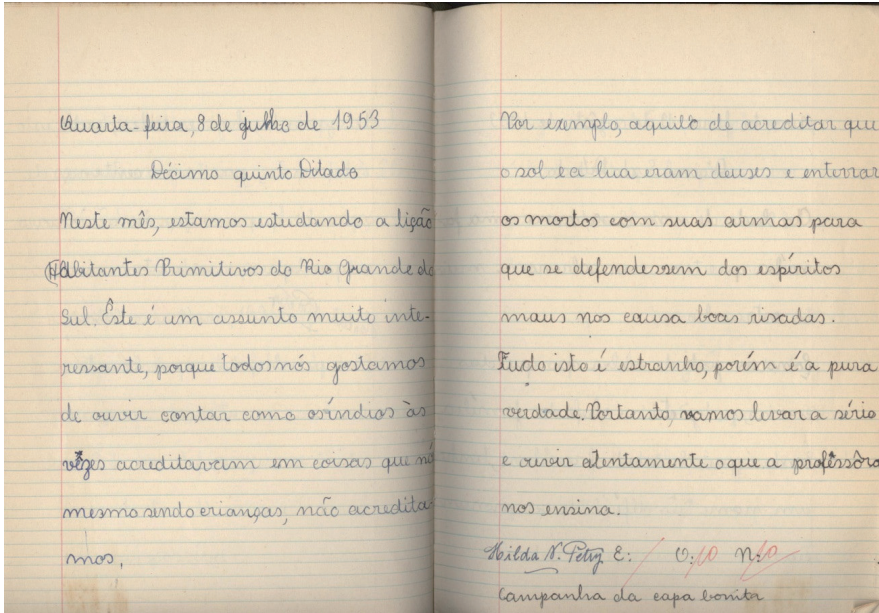 Quarta-feira, 8 de julho de 1953
Décimo quinto Ditado
Neste mês, estamos estudando a lição
Habitantes Primitivos do Rio Grande do
Sul. Êste é um assunto muito inte-
ressante, porque todos nós gostamos
de ouvir contar como os índios às
vêzes acreditavam em coisas que nós
mesmo sendo crianças, não acredita-
mos.
Por exemplo, aquilo de acreditar que
o sol e a lua eram deuses e enterrar
os mortos com suas armas para
que se defendessem dos espíritos
maus nos causa boas risadas.
Tudo isto é estranho, porém é a pura
verdade. Portanto, vamos levar a sério
e ouvir atentamente o que a professôra
nos ensina.
Hilda N. Petry E: O: 10 N: 10
Campanha da capa bonita